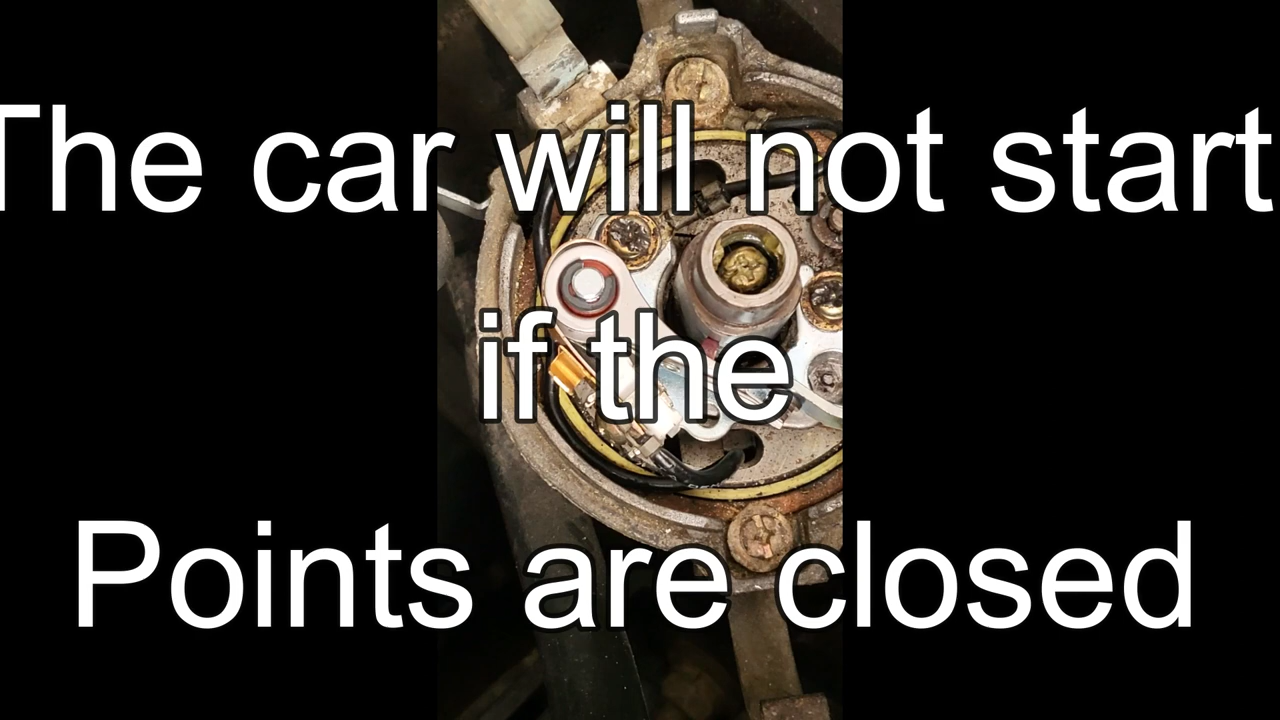 The car will not start
if the
Points are closed